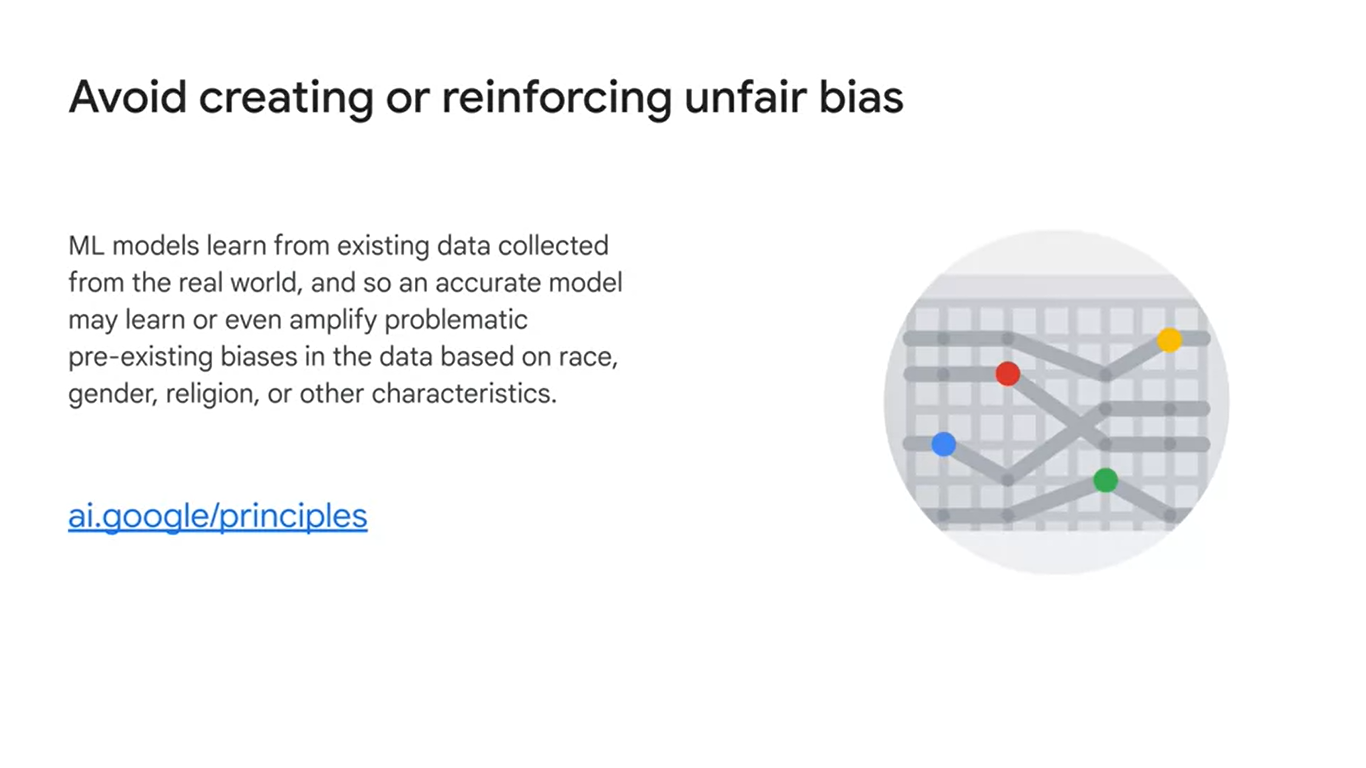 Avoid creating or reinforcing unfair bias
ML models learn from existing data collected
from the real world, and so an accurate model
may learn or even amplify problematic
pre-existing biases in the data based on race,
gender, religion, or other characteristics.
ai.google/principles